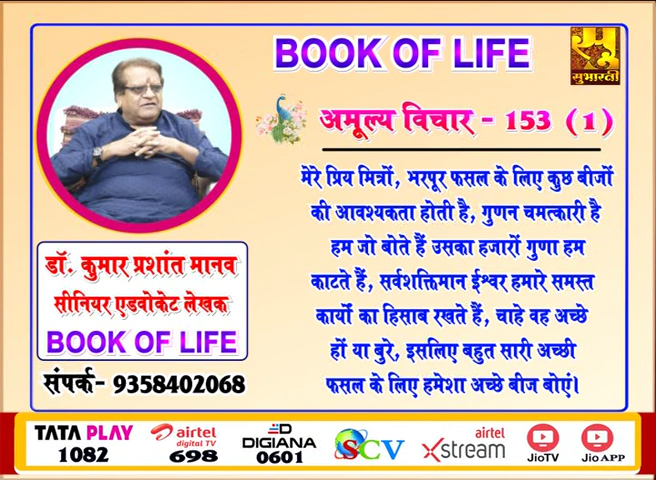 BOOK OF LIFE
सुभारती
अमूल्य विचार - 153 (1)
मेरे प्रिय मित्रों, भरपूर फसल के लिए कुछ बीजों
की आवश्यकता होती है, गुणन चमत्कारी है
हम जो बोते हैं उसका हजारों गुणा हम
काटते हैं, सर्वशक्तिमान ईश्वर हमारे समस्त
कार्यों का हिसाब रखते हैं, चाहे वह अच्छे
हों या बुरे, इसलिए बहुत सारी अच्छी
फसल के लिए हमेशा अच्छे बीज बोएं।
डॉ. कुमार प्रशांत मानव
सीनियर एडवोकेट लेखक
BOOK OF LIFE
संपर्क- 9358402068
TATA PLAY
1082
airtel
digital TV
698
DIGIANA
0601
SCV
airtel
Xstream
JioTV
Jio APP